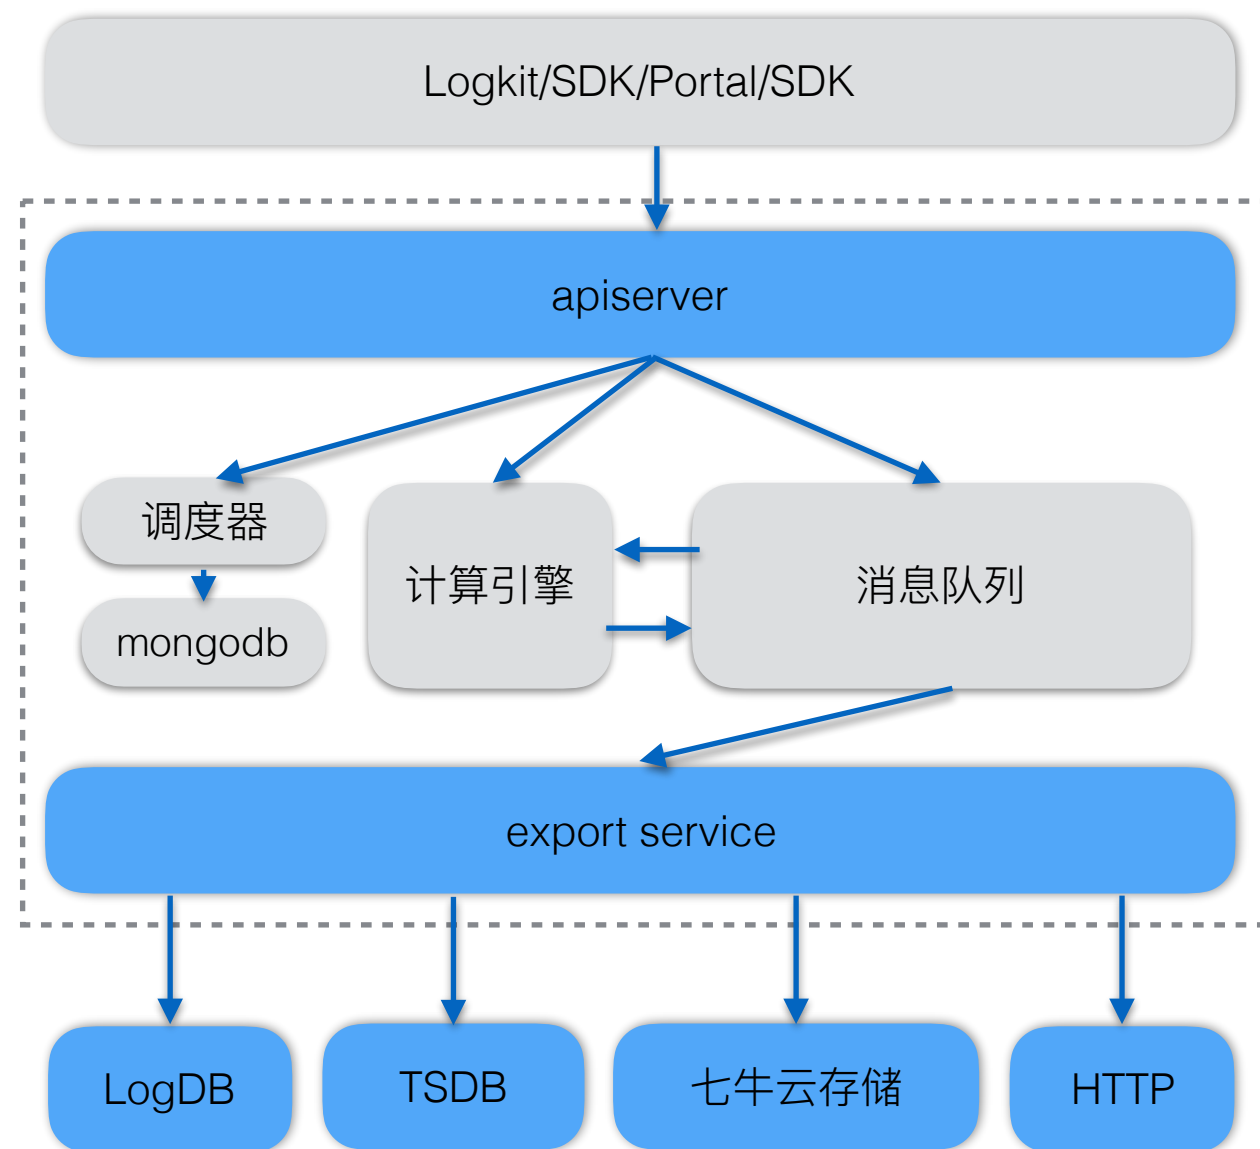 Logkit/SDK/Portal/SDK
apiserver
调度器
mongodb
计算引擎
消息队列
export service
LogDB
TSDB
七牛云存储
HTTP